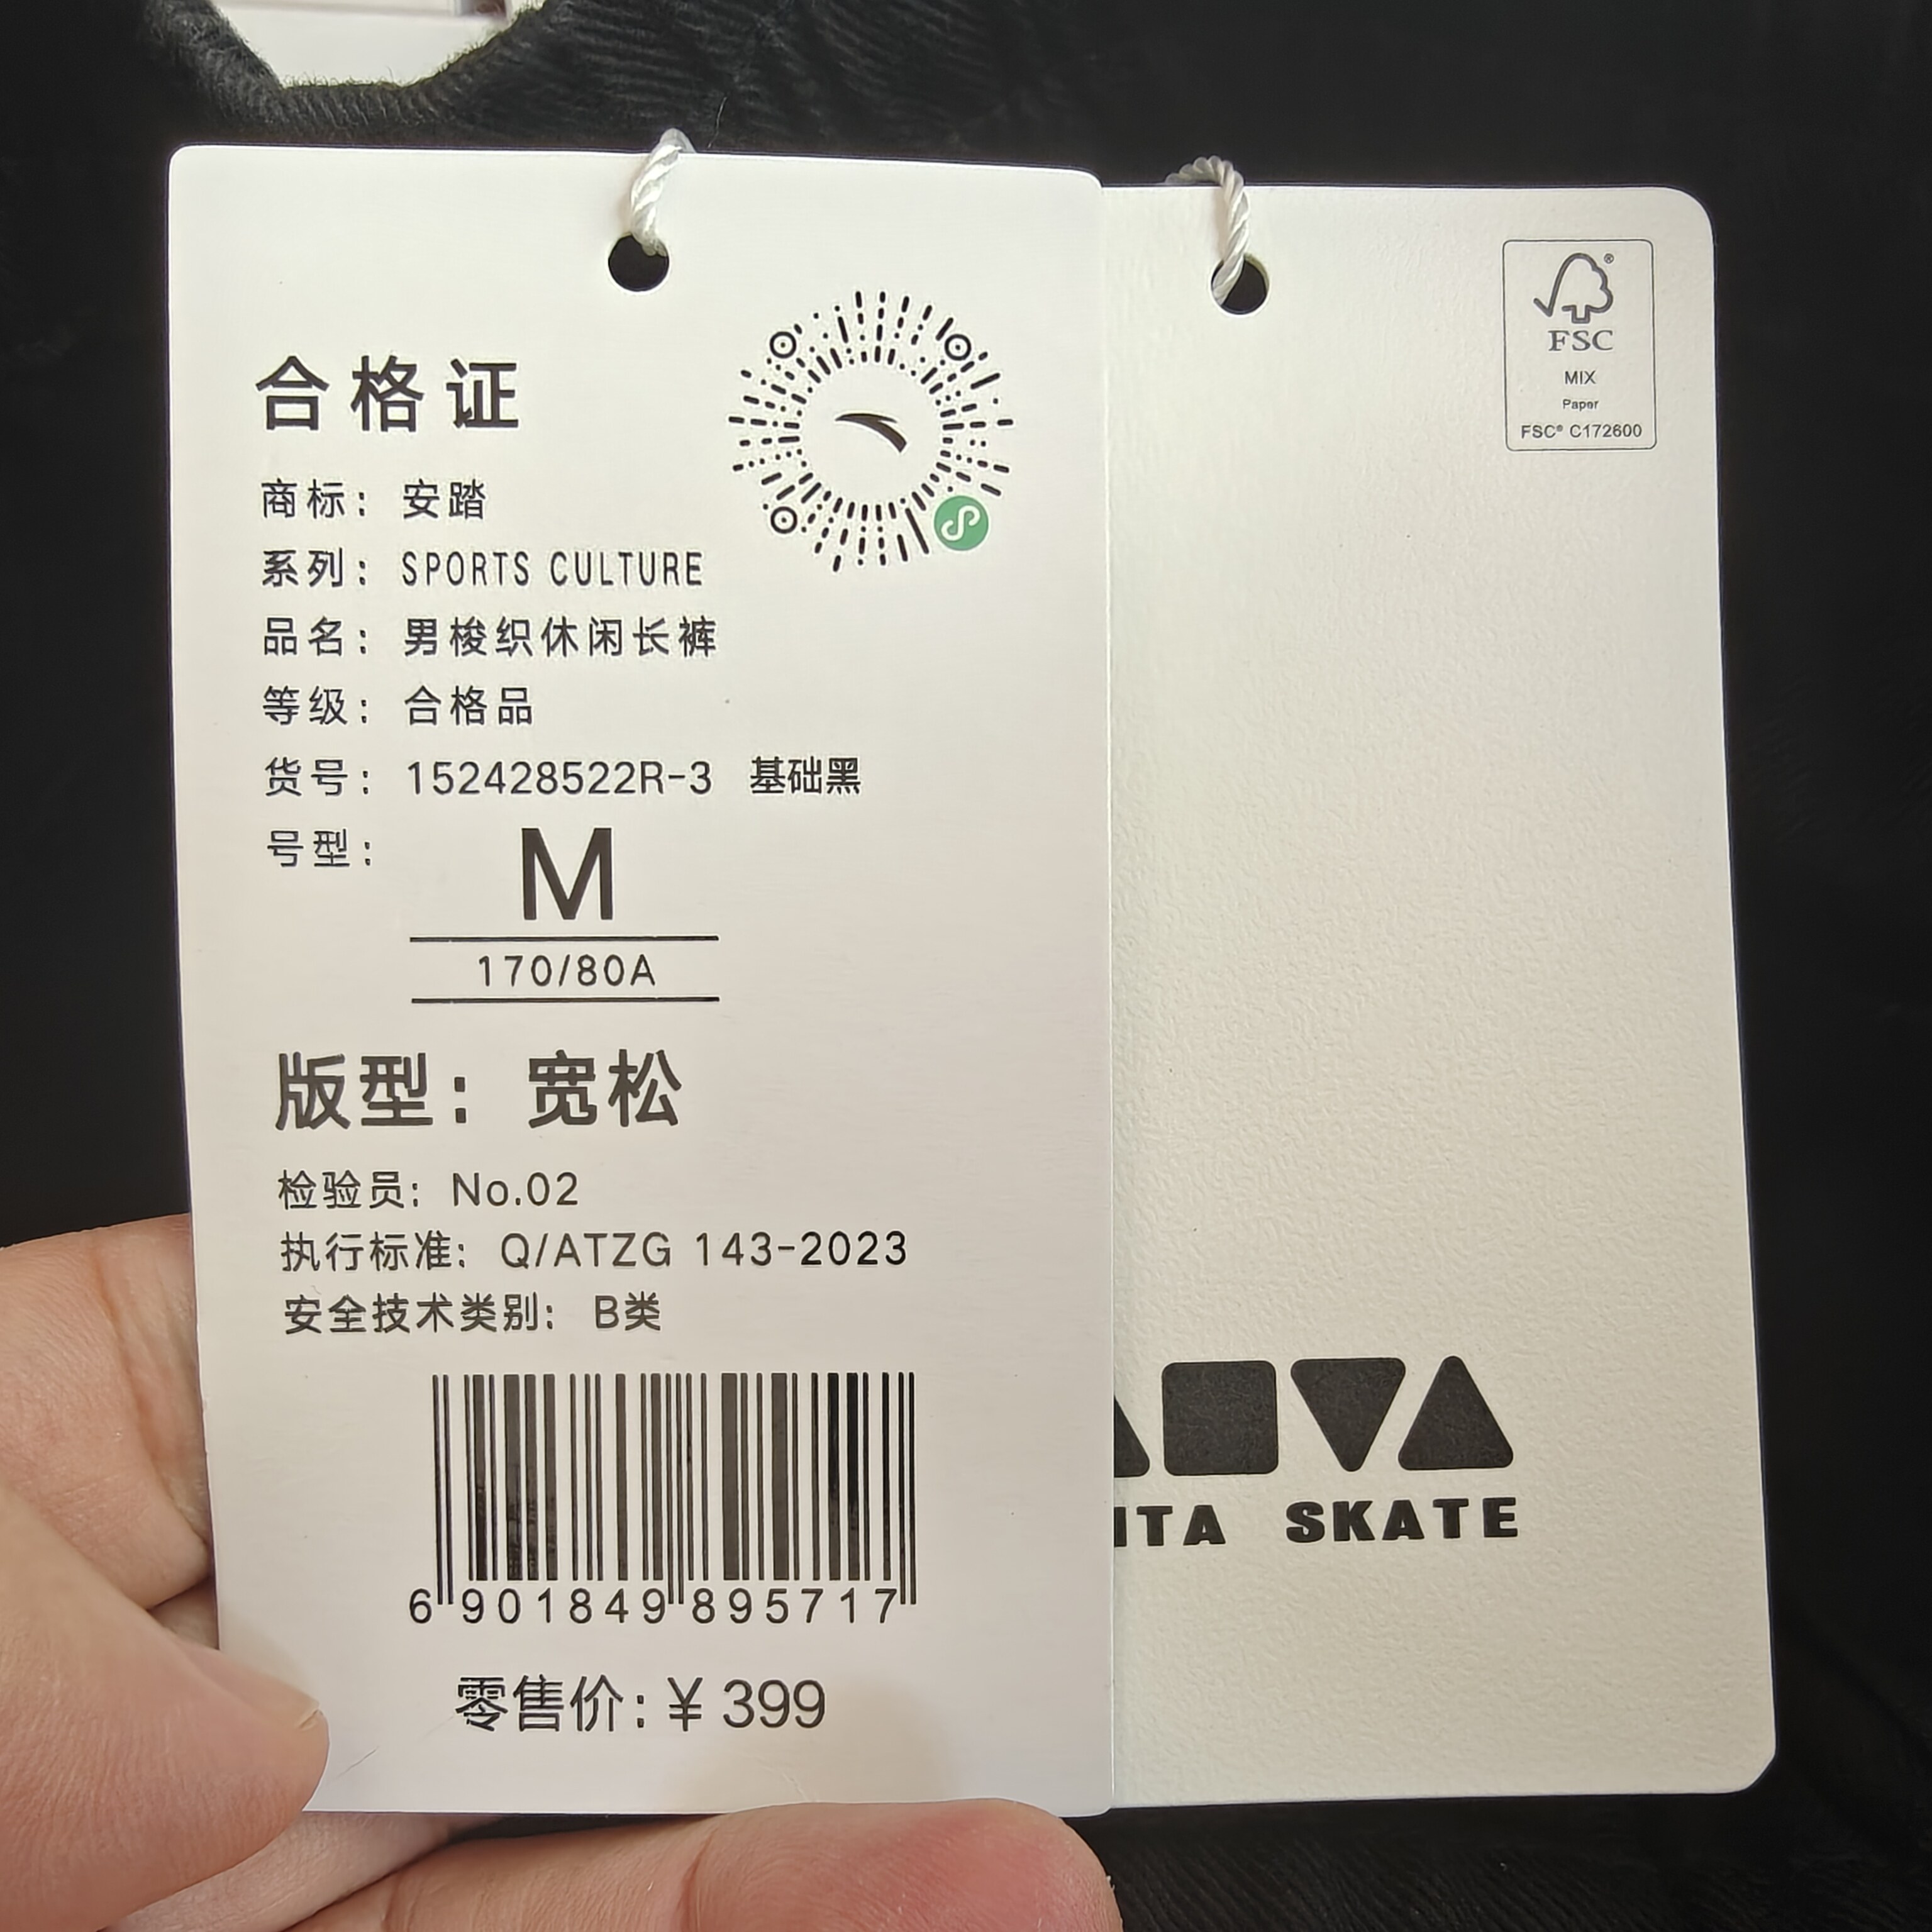 合格证
商标： 安踏
系列： SPORTS CULTURE
品名： 男梭织休闲长裤
等级： 合格品
货号： 152428522R-3 基础黑
号型：
M
170/80A
版型： 宽松
检验员： No.02
执行标准： Q/ATZG 143-2023
安全技术类别： B类
6 901849 895717
零售价: ¥ 399
FSC®
MIX
Paper
FSC® C172600
ITA SKATE